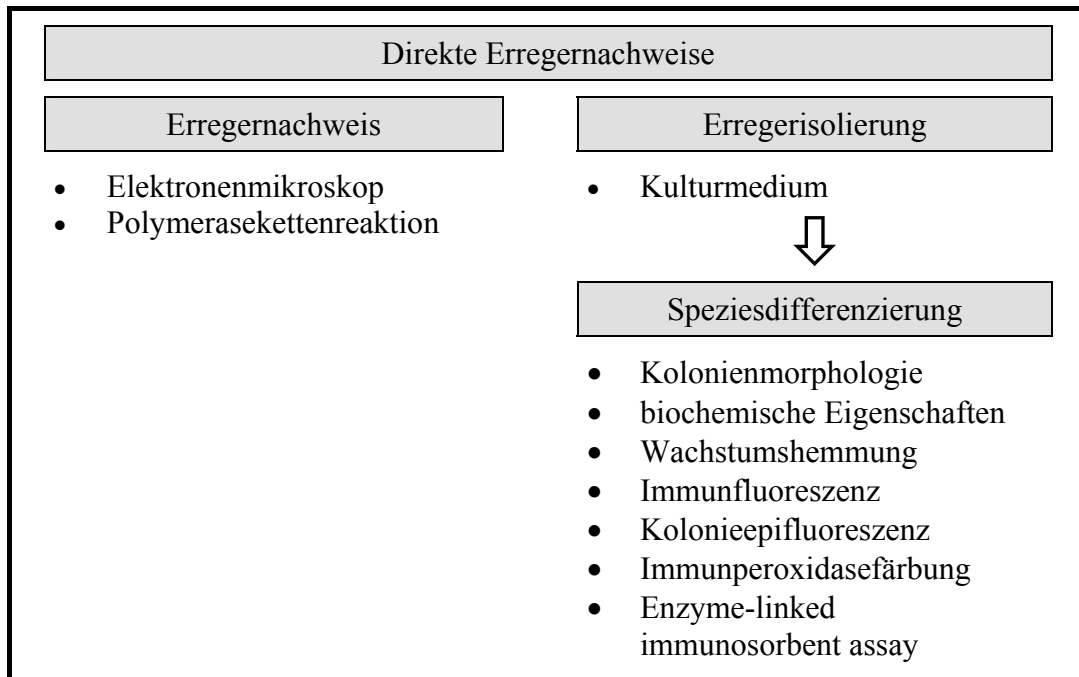 Direkte Erregernachweise
Erregernachweis
• Elektronenmikroskop
• Polymerasekettenreaktion
Erregerisolierung
• Kulturmedium
Speziesdifferenzierung
• Kolonienmorphologie
• biochemische Eigenschaften
• Wachstumshemmung
• Immunfluoreszenz
• Kolonieepifluoreszenz
• Immunperoxidasefärbung
• Enzyme-linked
immunosorbent assay